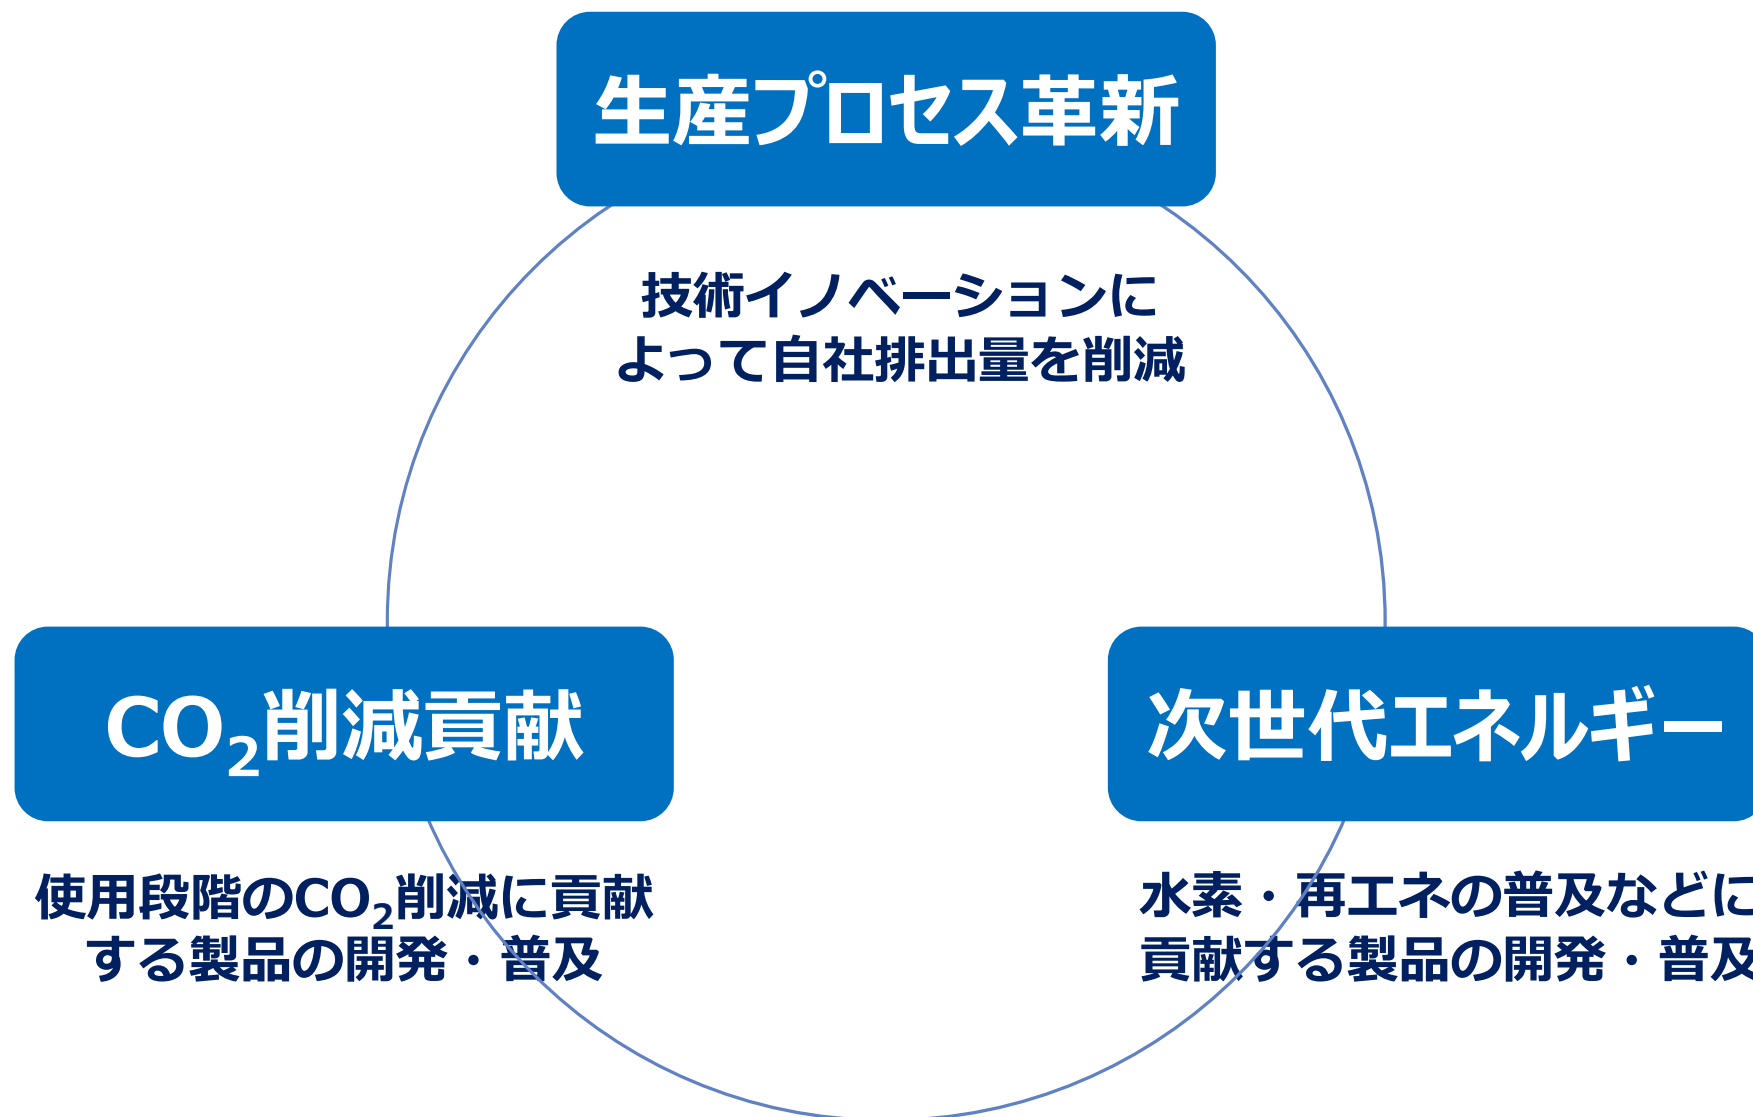 生産プロセス革新
技術イノベーションに
よって自社排出量を削減
CO₂削減貢献
使用段階のCO₂削減に貢献
する製品の開発・普及
次世代エネルギー
水素・再エネの普及などに
貢献する製品の開発・普及